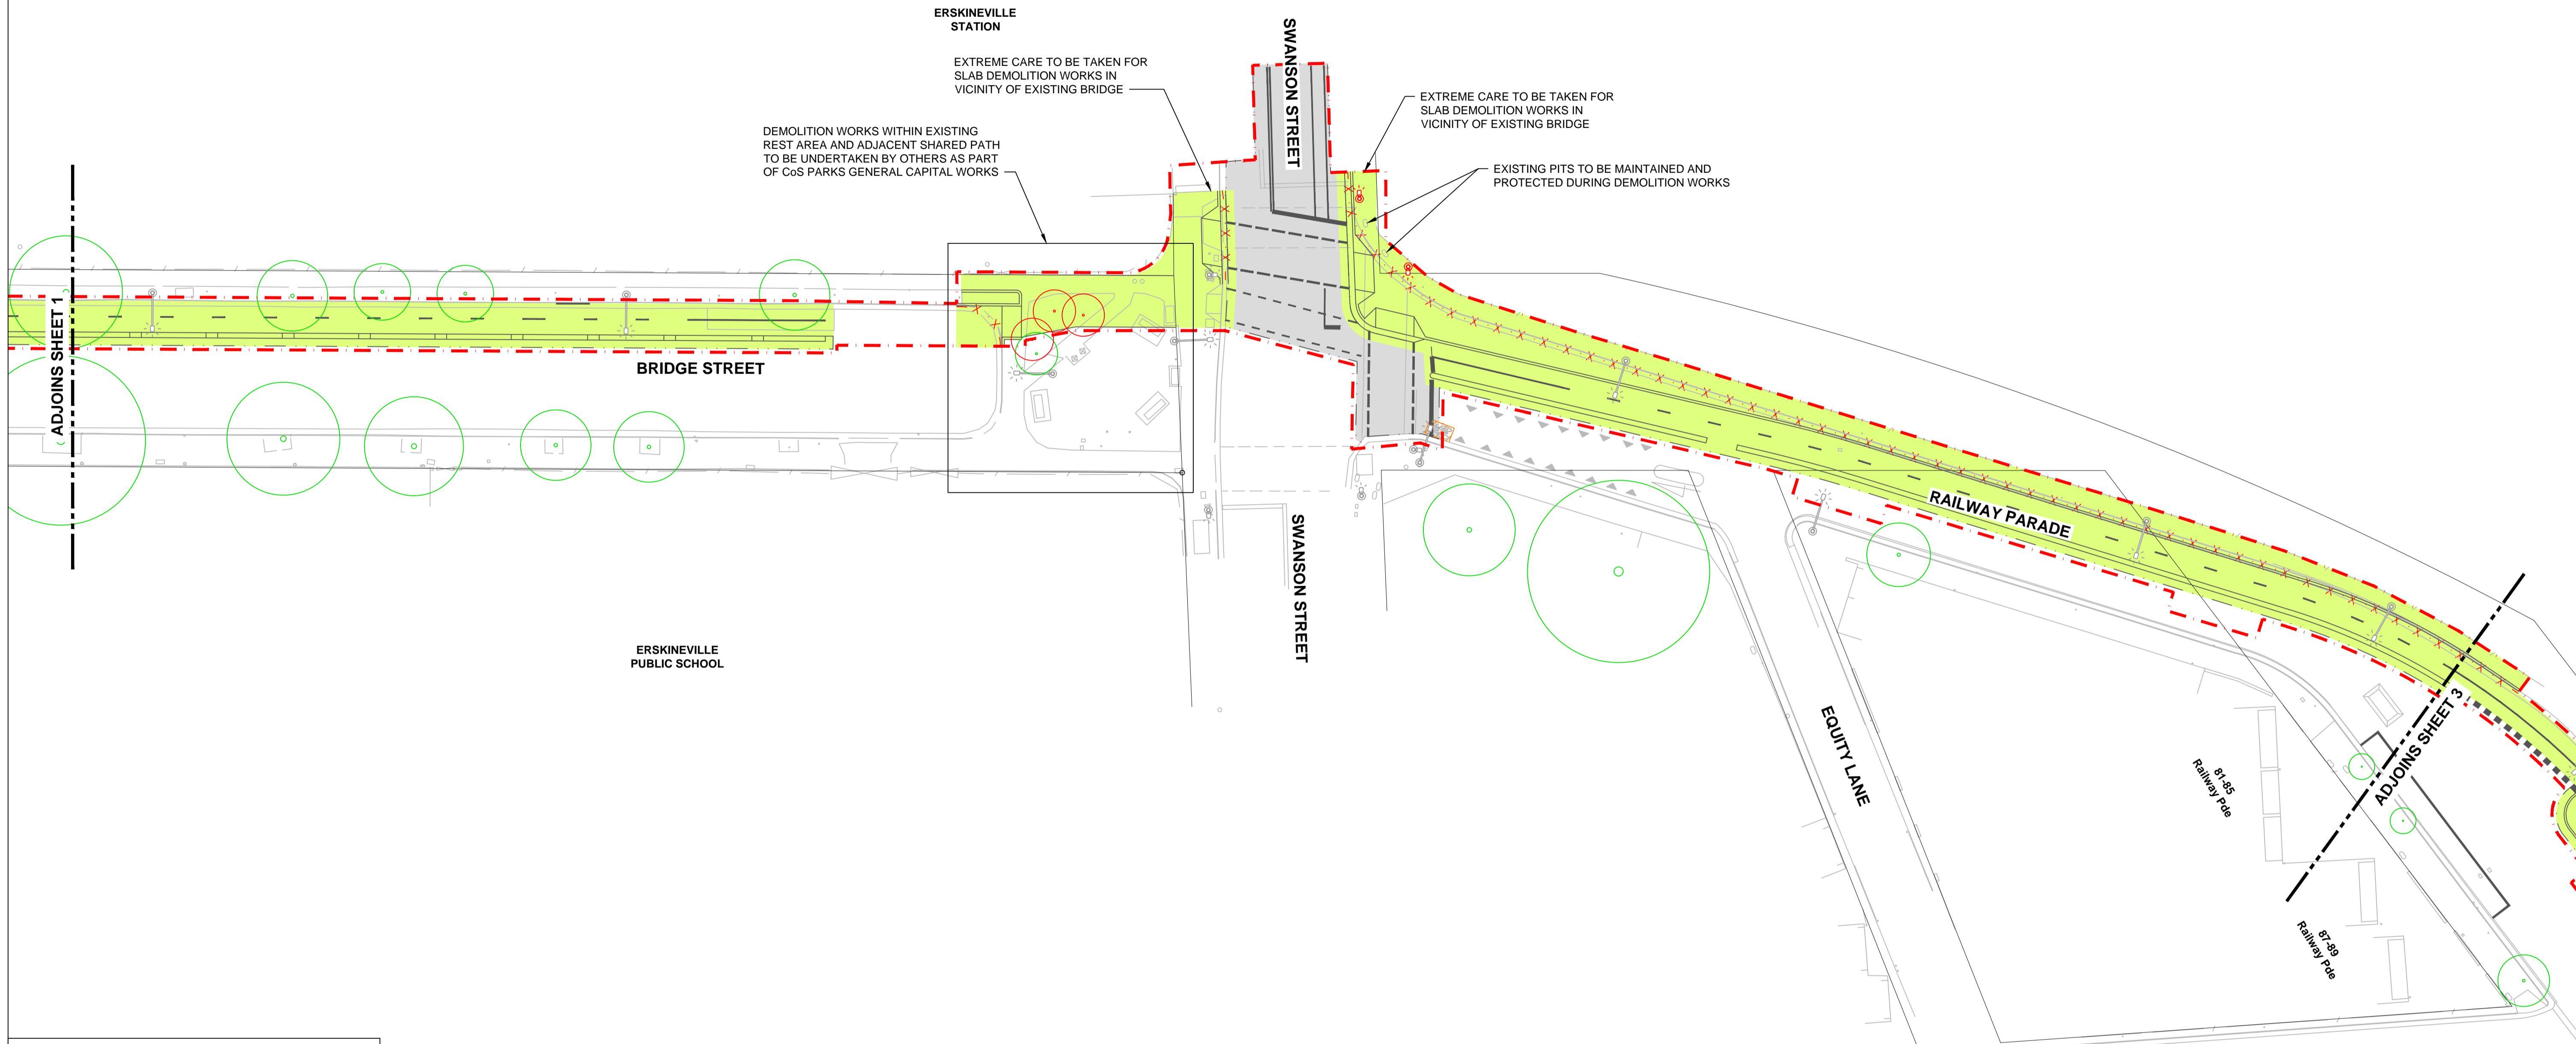 ERSKINEVILLE
STATION
EXTREME CARE TO BE TAKEN FOR
SLAB DEMOLITION WORKS IN
VICINITY OF EXISTING BRIDGE
SWANSON STREET
EXTREME CARE TO BE TAKEN FOR
SLAB DEMOLITION WORKS IN
VICINITY OF EXISTING BRIDGE
DEMOLITION WORKS WITHIN EXISTING
REST AREA AND ADJACENT SHARED PATH
TO BE UNDERTAKEN BY OTHERS AS PART
OF CoS PARKS GENERAL CAPITAL WORKS
EXISTING PITS TO BE MAINTAINED AND
PROTECTED DURING DEMOLITION WORKS
ADJOINS SHEET 1
BRIDGE STREET
RAILWAY PARADE
SWANSON STREET
ERSKINEVILLE
PUBLIC SCHOOL
EQUITY LANE
ADJOINS SHEET 3
81-85
Railway Pde
87-89
Railway Pde